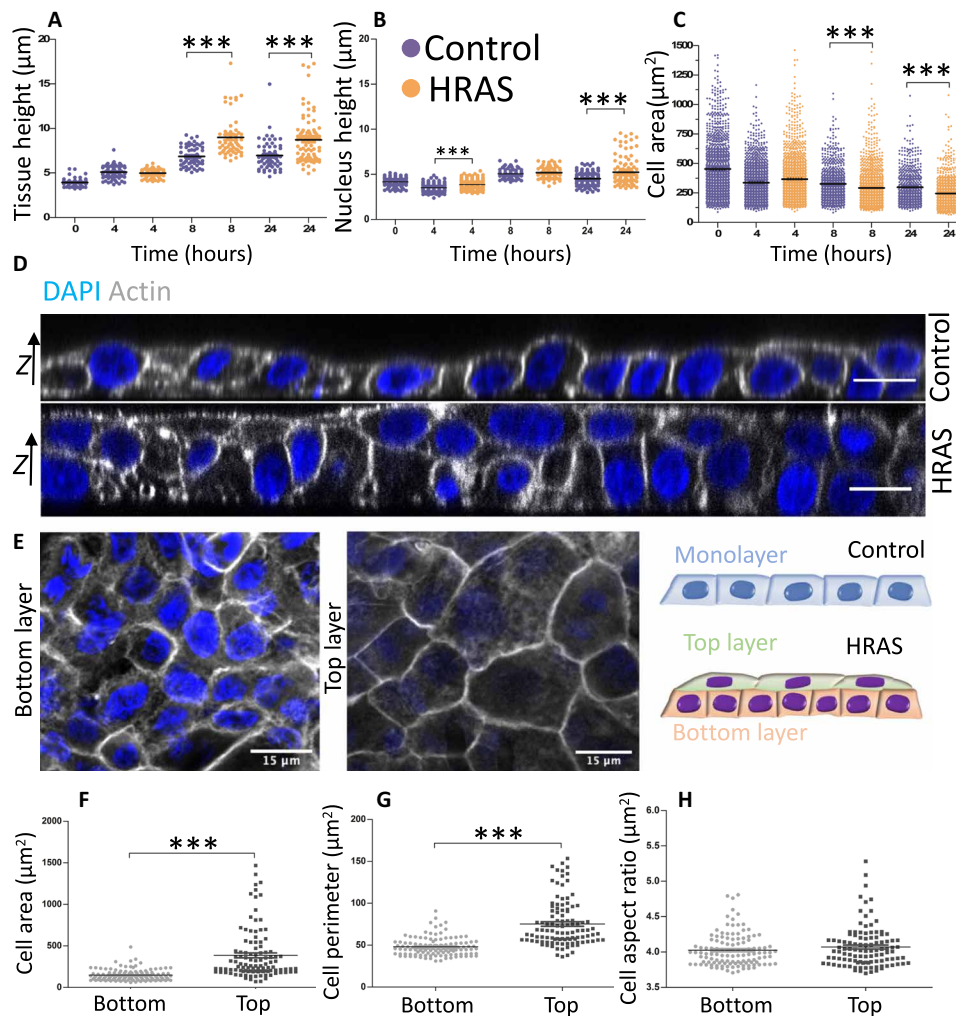 A
Tissue height (µm)
20
15
10
5
0
*** ***
0 4 4 8 8 24 24
Time (hours)
B
Nucleus height (µm)
20
15
10
5
0
Control
HRAS
***
***
0 4 4 8 8 24 24
Time (hours)
C
Cell area(µm²)
1500
1250
1000
750
500
250
0
***
***
0 4 4 8 8 24 24
Time (hours)
D
DAPI Actin
Z
Control
Z
HRAS
E
Bottom layer
15 µm
Top layer
15 µm
Monolayer Control
Top layer HRAS
Bottom layer
F
Cell area (µm²)
2000
1500
1000
500
0
***
Bottom Top
G
Cell perimeter (µm²)
200
150
100
50
0
***
Bottom Top
H
Cell aspect ratio (µm²)
6.0
5.5
5.0
4.5
4.0
3.5
Bottom Top